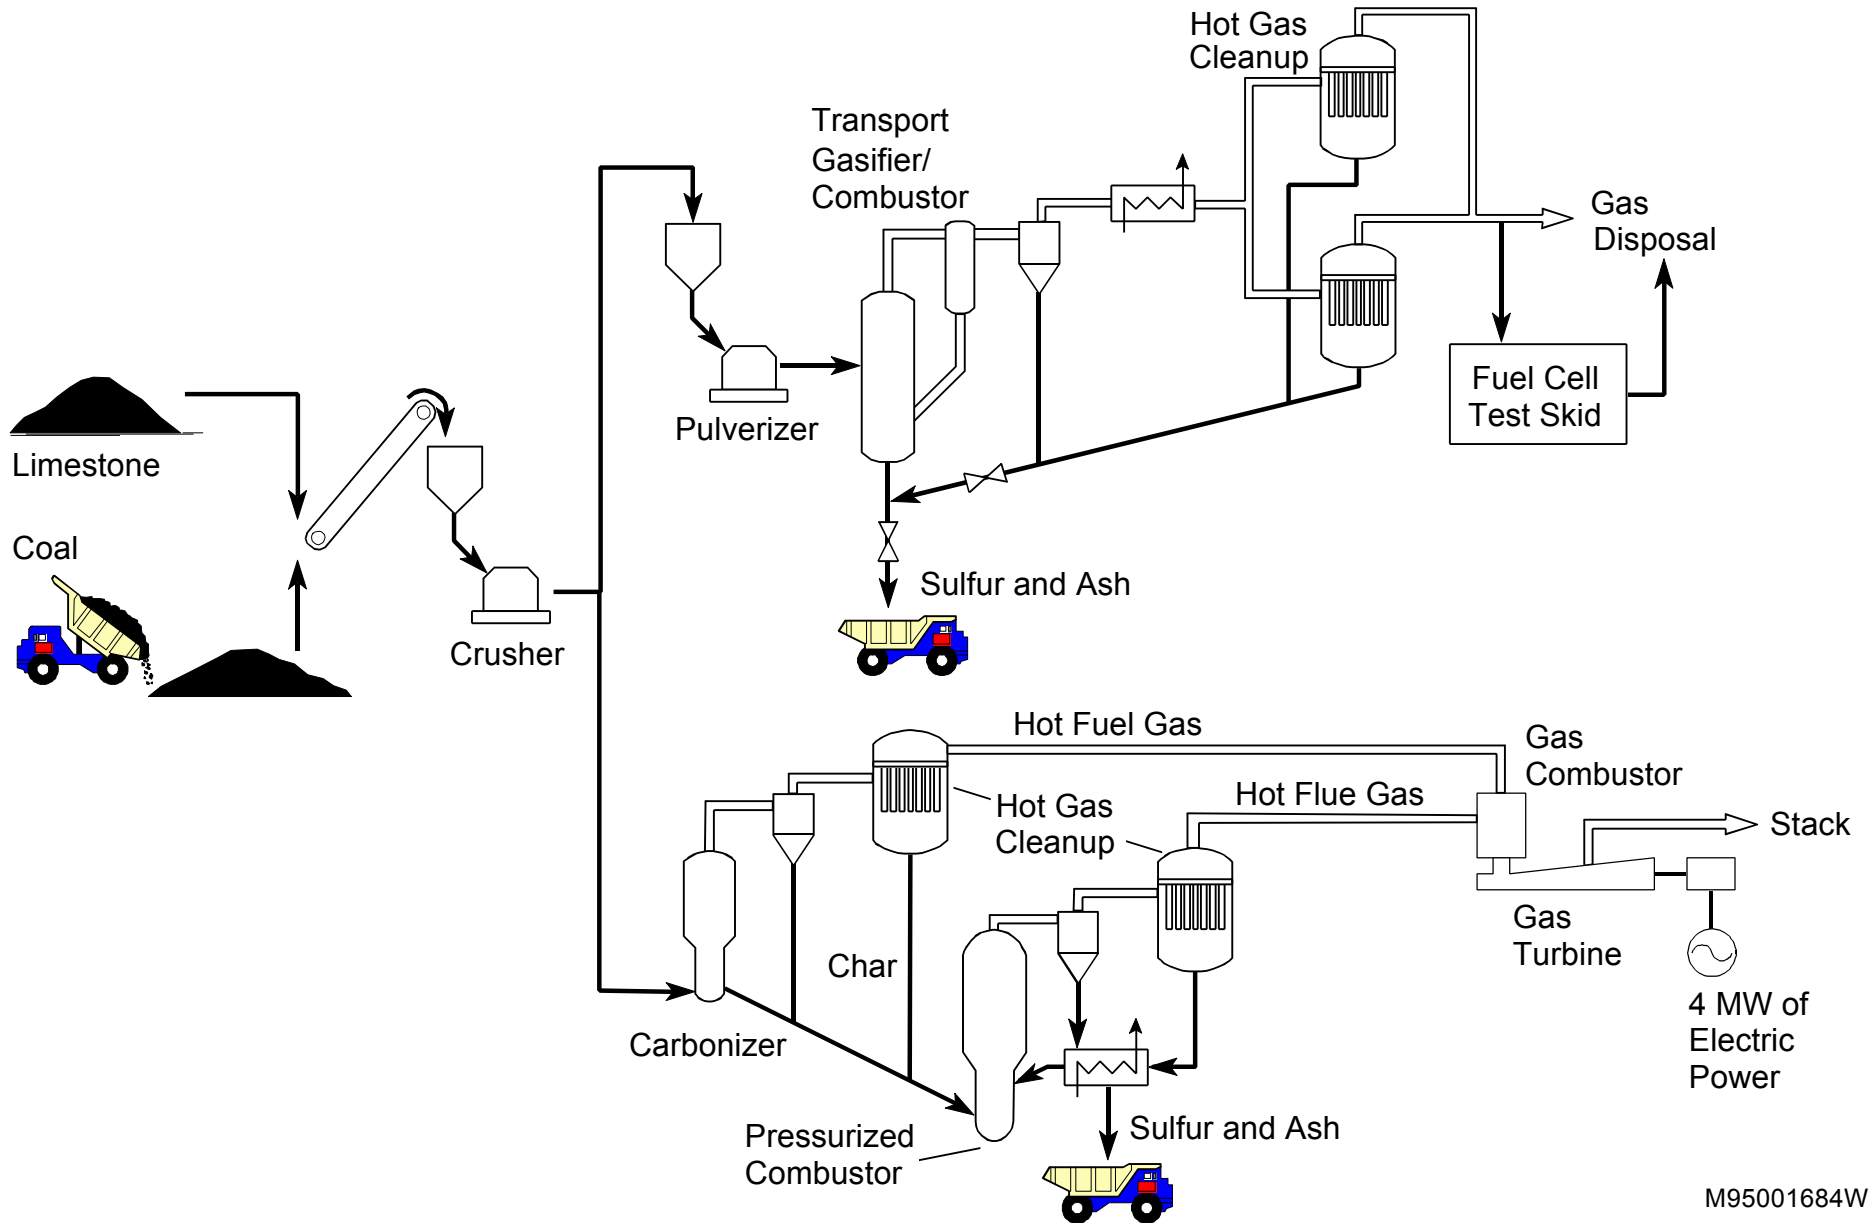 Hot Gas
Cleanup
Transport
Gasifier/
Combustor
Gas
Disposal
Fuel Cell
Test Skid
Pulverizer
Limestone
Coal
Crusher
Sulfur and Ash
Hot Fuel Gas
Gas
Combustor
Hot Gas
Cleanup
Hot Flue Gas
Stack
Char
Gas
Turbine
Carbonizer
4 MW of
Electric
Power
Pressurized
Combustor
Sulfur and Ash
M95001684W